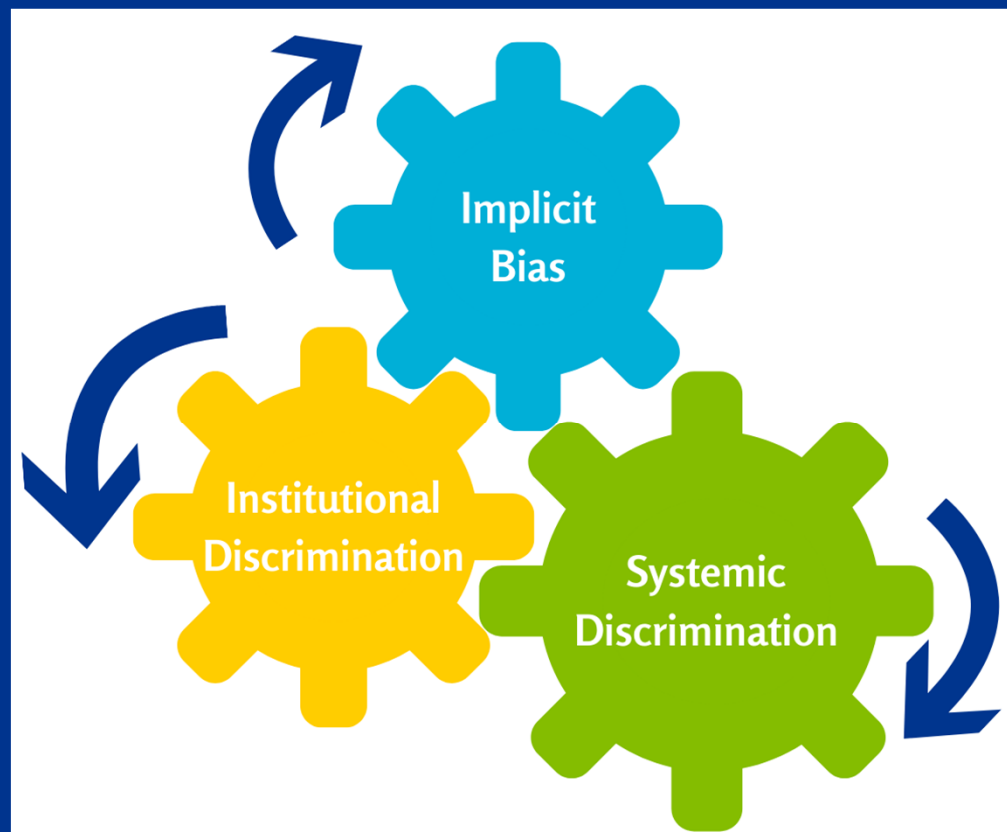 Implicit
Bias
Institutional
Discrimination
Systemic
Discrimination